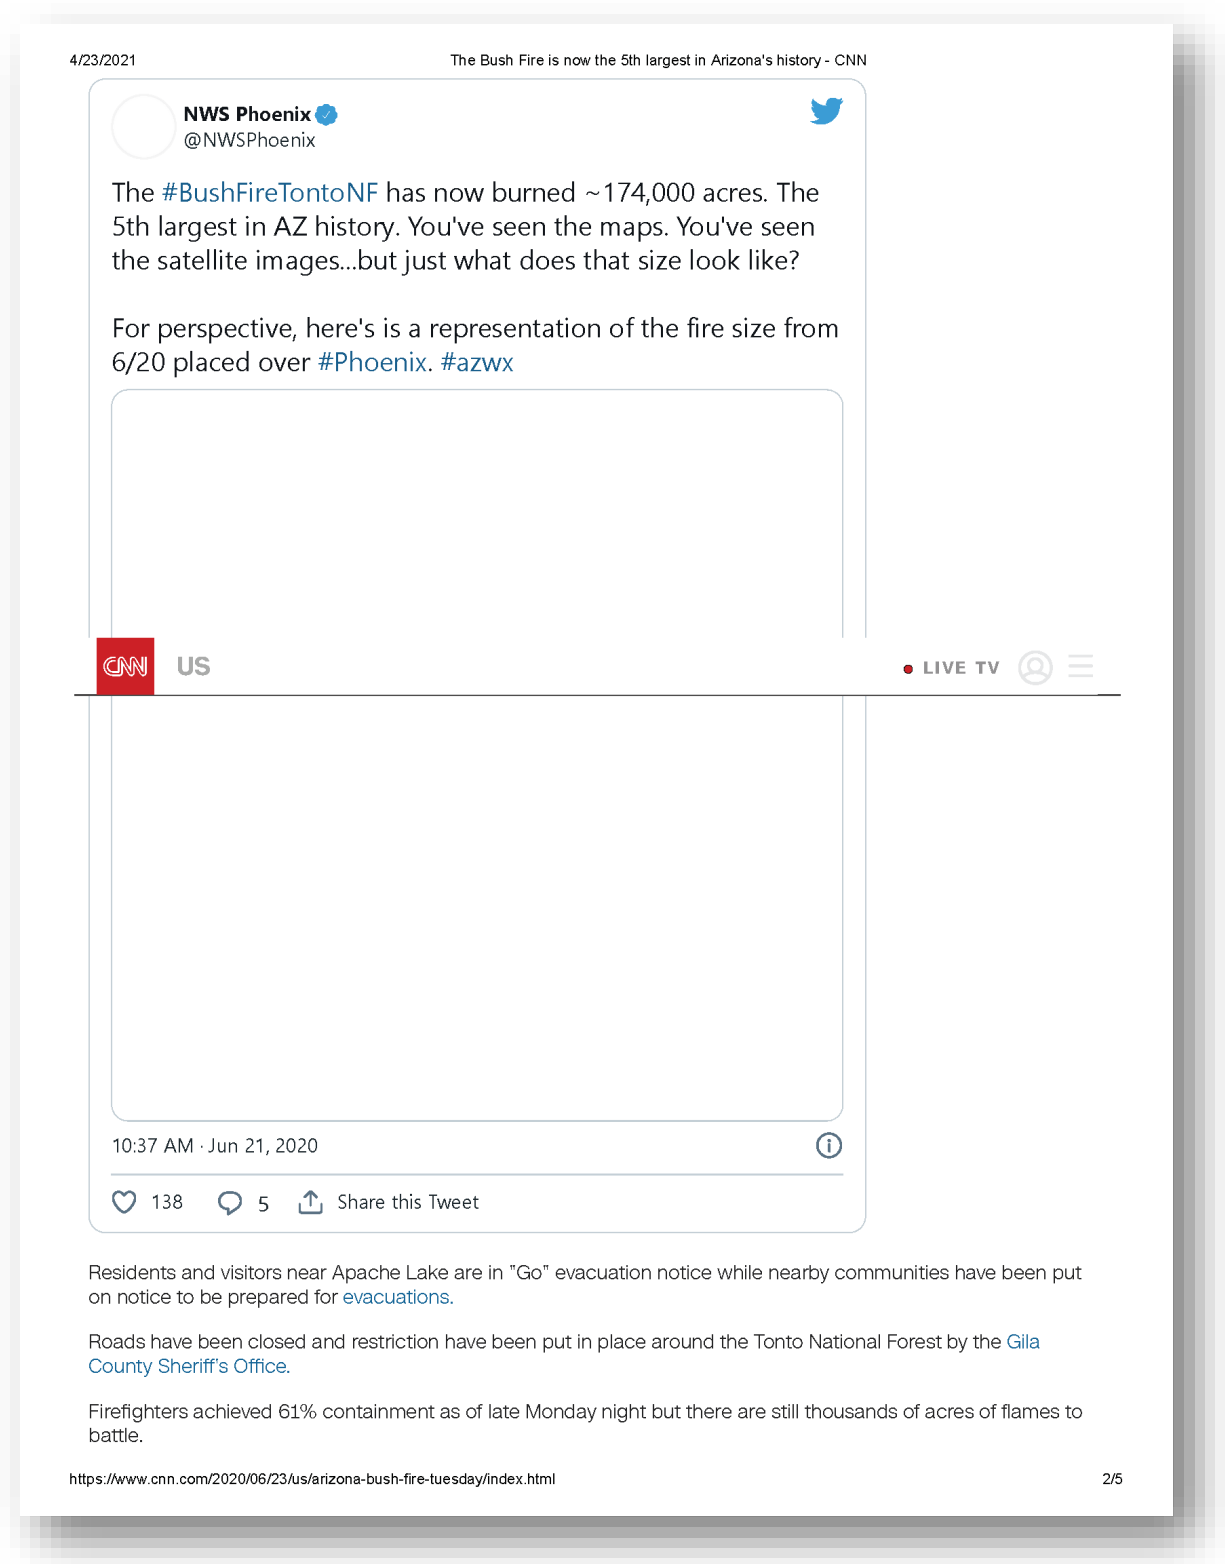 4/23/2021
The Bush Fire is now the 5th largest in Arizona's history - CNN
NWS Phoenix
@NWSPhoenix
The #BushFireTontoNF has now burned ~174,000 acres. The
5th largest in AZ history. You've seen the maps. You've seen
the satellite images...but just what does that size look like?
For perspective, here's is a representation of the fire size from
6/20 placed over #Phoenix. #azwx
CNN US LIVE TV
10:37 AM · Jun 21, 2020
138 5 Share this Tweet
Residents and visitors near Apache Lake are in "Go" evacuation notice while nearby communities have been put
on notice to be prepared for evacuations.
Roads have been closed and restriction have been put in place around the Tonto National Forest by the Gila
County Sheriff's Office.
Firefighters achieved 61% containment as of late Monday night but there are still thousands of acres of flames to
battle.
https://www.cnn.com/2020/06/23/us/arizona-bush-fire-tuesday/index.html
2/5